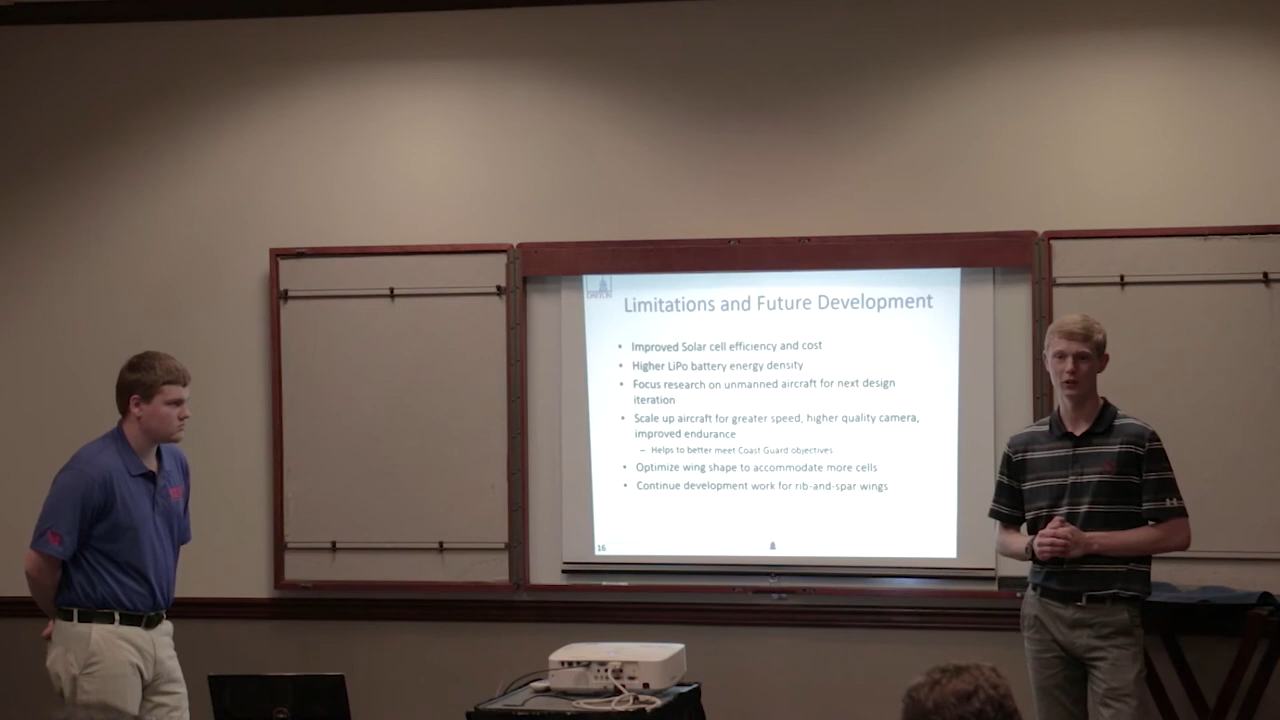 DAYTON
Limitations and Future Development
• Improved Solar cell efficiency and cost
• Higher LiPo battery energy density
• Focus research on unmanned aircraft for next design
iteration
• Scale up aircraft for greater speed, higher quality camera,
improved endurance
– Helps to better meet Coast Guard objectives
• Optimize wing shape to accommodate more cells
• Continue development work for rib-and-spar wings
16